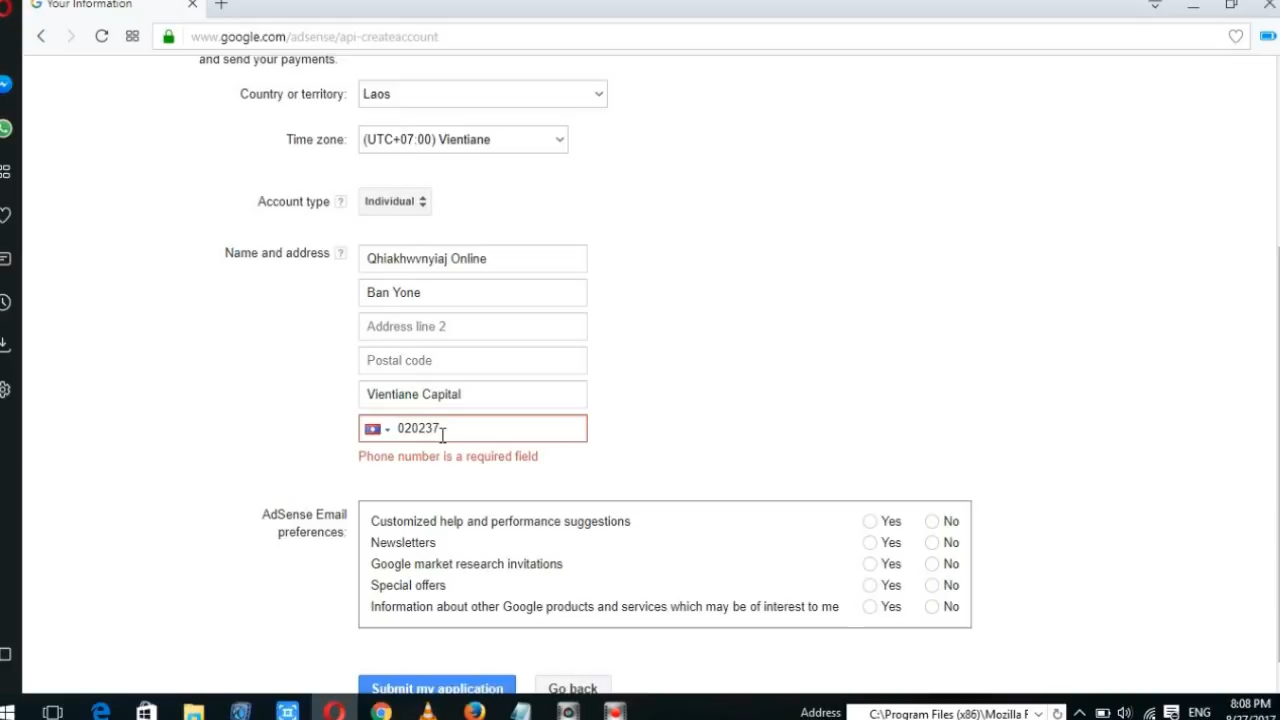 Your Information
www.google.com/adsense/api-createaccount
and send your payments.
Country or territory: Laos
Time zone: (UTC+07:00) Vientiane
Account type ? Individual
Name and address ? Qhiakhwvnyiaj Online
Ban Yone
Address line 2
Postal code
Vientiane Capital
020237
Phone number is a required field
AdSense Email preferences:
Customized help and performance suggestions Yes No
Newsletters Yes No
Google market research invitations Yes No
Special offers Yes No
Information about other Google products and services which may be of interest to me Yes No
Submit my application Go back
Address C:\Program Files (x86)\Mozilla F ENG 8:08 PM